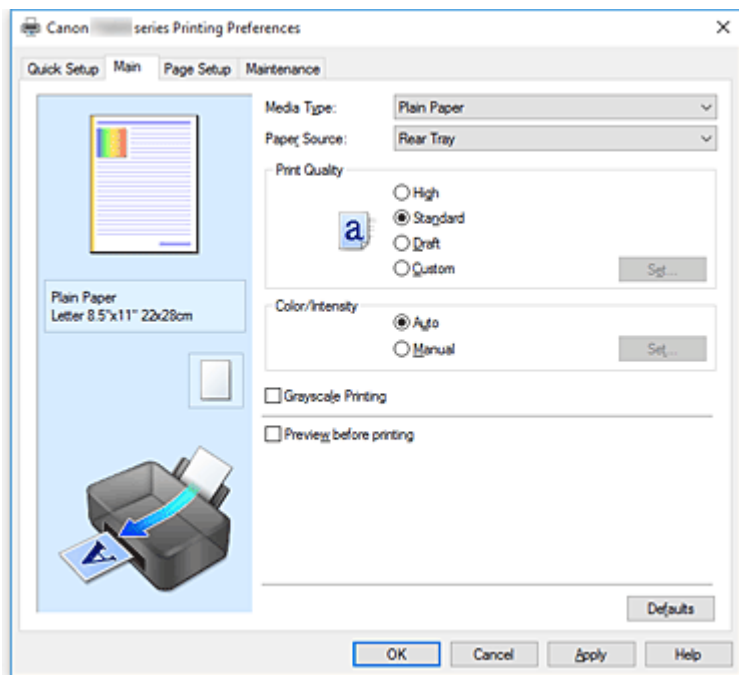 Canon series Printing Preferences
Quick Setup Main Page Setup Maintenance
Media Type: Plain Paper
Paper Source: Rear Tray
Print Quality
High
a
Standard
Draft
Custom Set...
Plain Paper
Letter 8.5"x11" 22x28cm
Color/Intensity
Auto
Manual Set...
Grayscale Printing
Preview before printing
A
Defaults
OK Cancel Apply Help